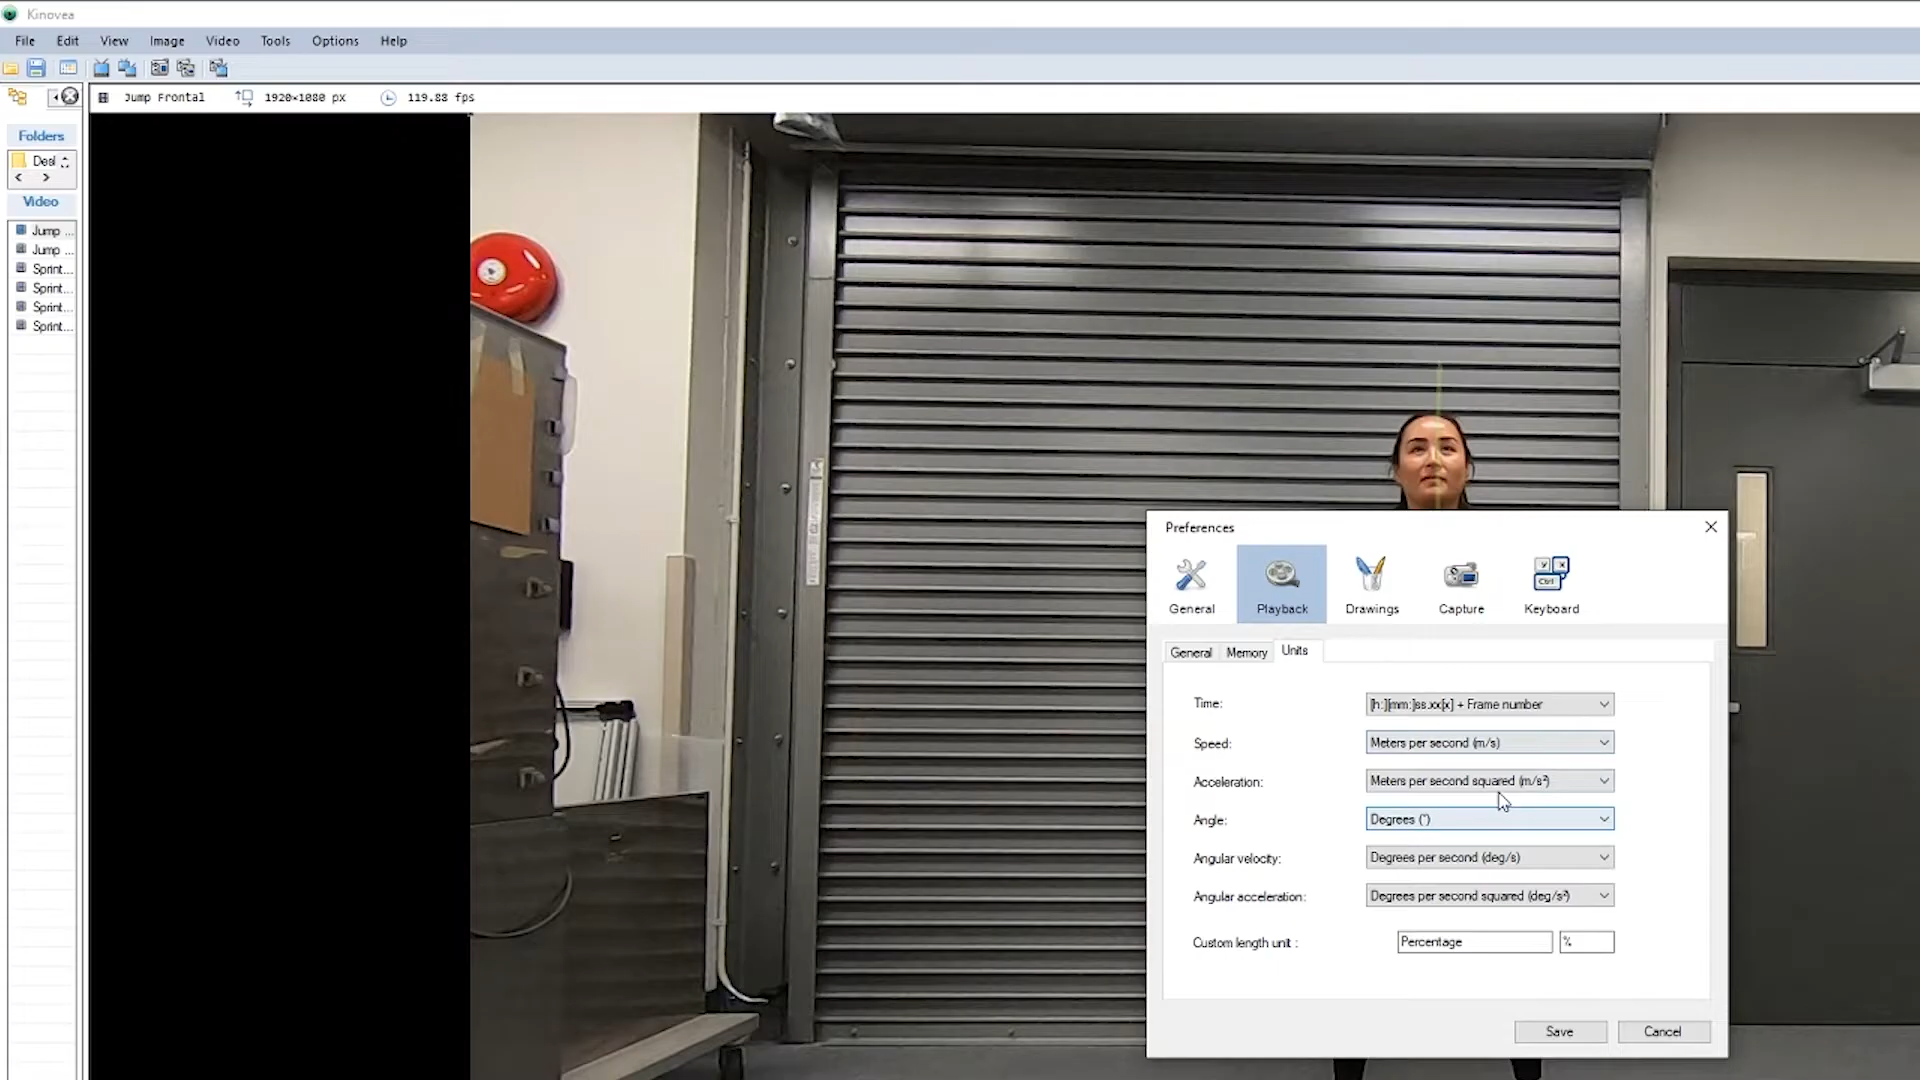 Kinovea
File Edit View Image Video Tools Options Help
Jump Frontal 1920×1080 px 119.88 fps
Folders
Desl
Video
Jump ...
Jump ...
Sprint...
Sprint...
Sprint...
Sprint...
Preferences
General Playback Drawings Capture Keyboard
Ctrl
General Memory Units
Time: [h:][mm:]ss.xx[x] + Frame number
Speed: Meters per second (m/s)
Acceleration: Meters per second squared (m/s²)
Angle: Degrees (°)
Angular velocity: Degrees per second (deg/s)
Angular acceleration: Degrees per second squared (deg/s²)
Custom length unit : Percentage %
Save Cancel